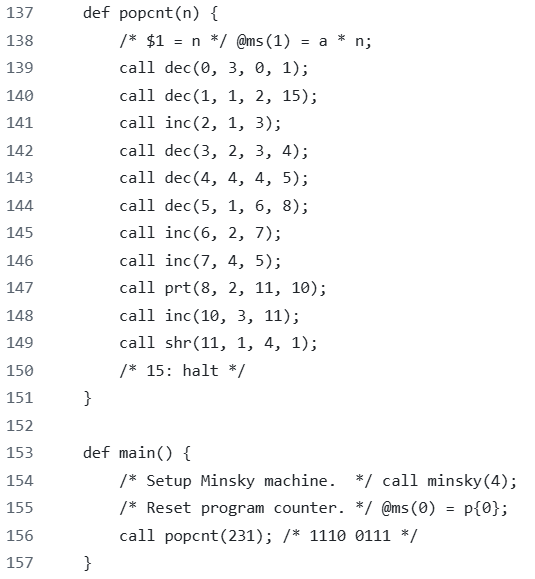 137 def popcnt(n) {
138 /* $1 = n */ @ms(1) = a * n;
139 call dec(0, 3, 0, 1);
140 call dec(1, 1, 2, 15);
141 call inc(2, 1, 3);
142 call dec(3, 2, 3, 4);
143 call dec(4, 4, 4, 5);
144 call dec(5, 1, 6, 8);
145 call inc(6, 2, 7);
146 call inc(7, 4, 5);
147 call prt(8, 2, 11, 10);
148 call inc(10, 3, 11);
149 call shr(11, 1, 4, 1);
150 /* 15: halt */
151 }
152
153 def main() {
154 /* Setup Minsky machine.  */ call minsky(4);
155 /* Reset program counter. */ @ms(0) = p{0};
156 call popcnt(231); /* 1110 0111 */
157 }